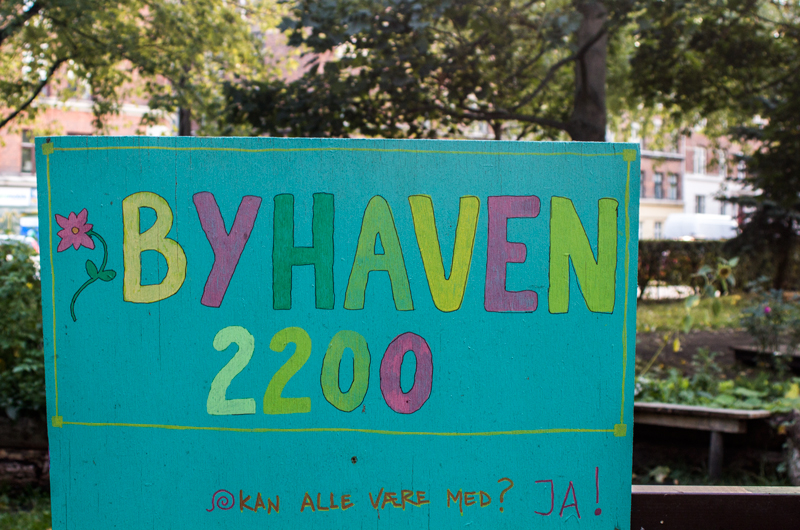 BYHAVEN
2200
KAN ALLE VÆRE MED? JA!